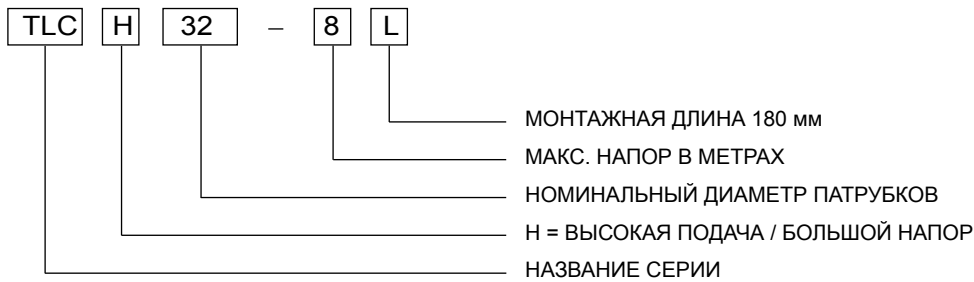 TLC H 32 – 8 L
МОНТАЖНАЯ ДЛИНА 180 мм
МАКС. НАПОР В МЕТРАХ
НОМИНАЛЬНЫЙ ДИАМЕТР ПАТРУБКОВ
H = ВЫСОКАЯ ПОДАЧА / БОЛЬШОЙ НАПОР
НАЗВАНИЕ СЕРИИ